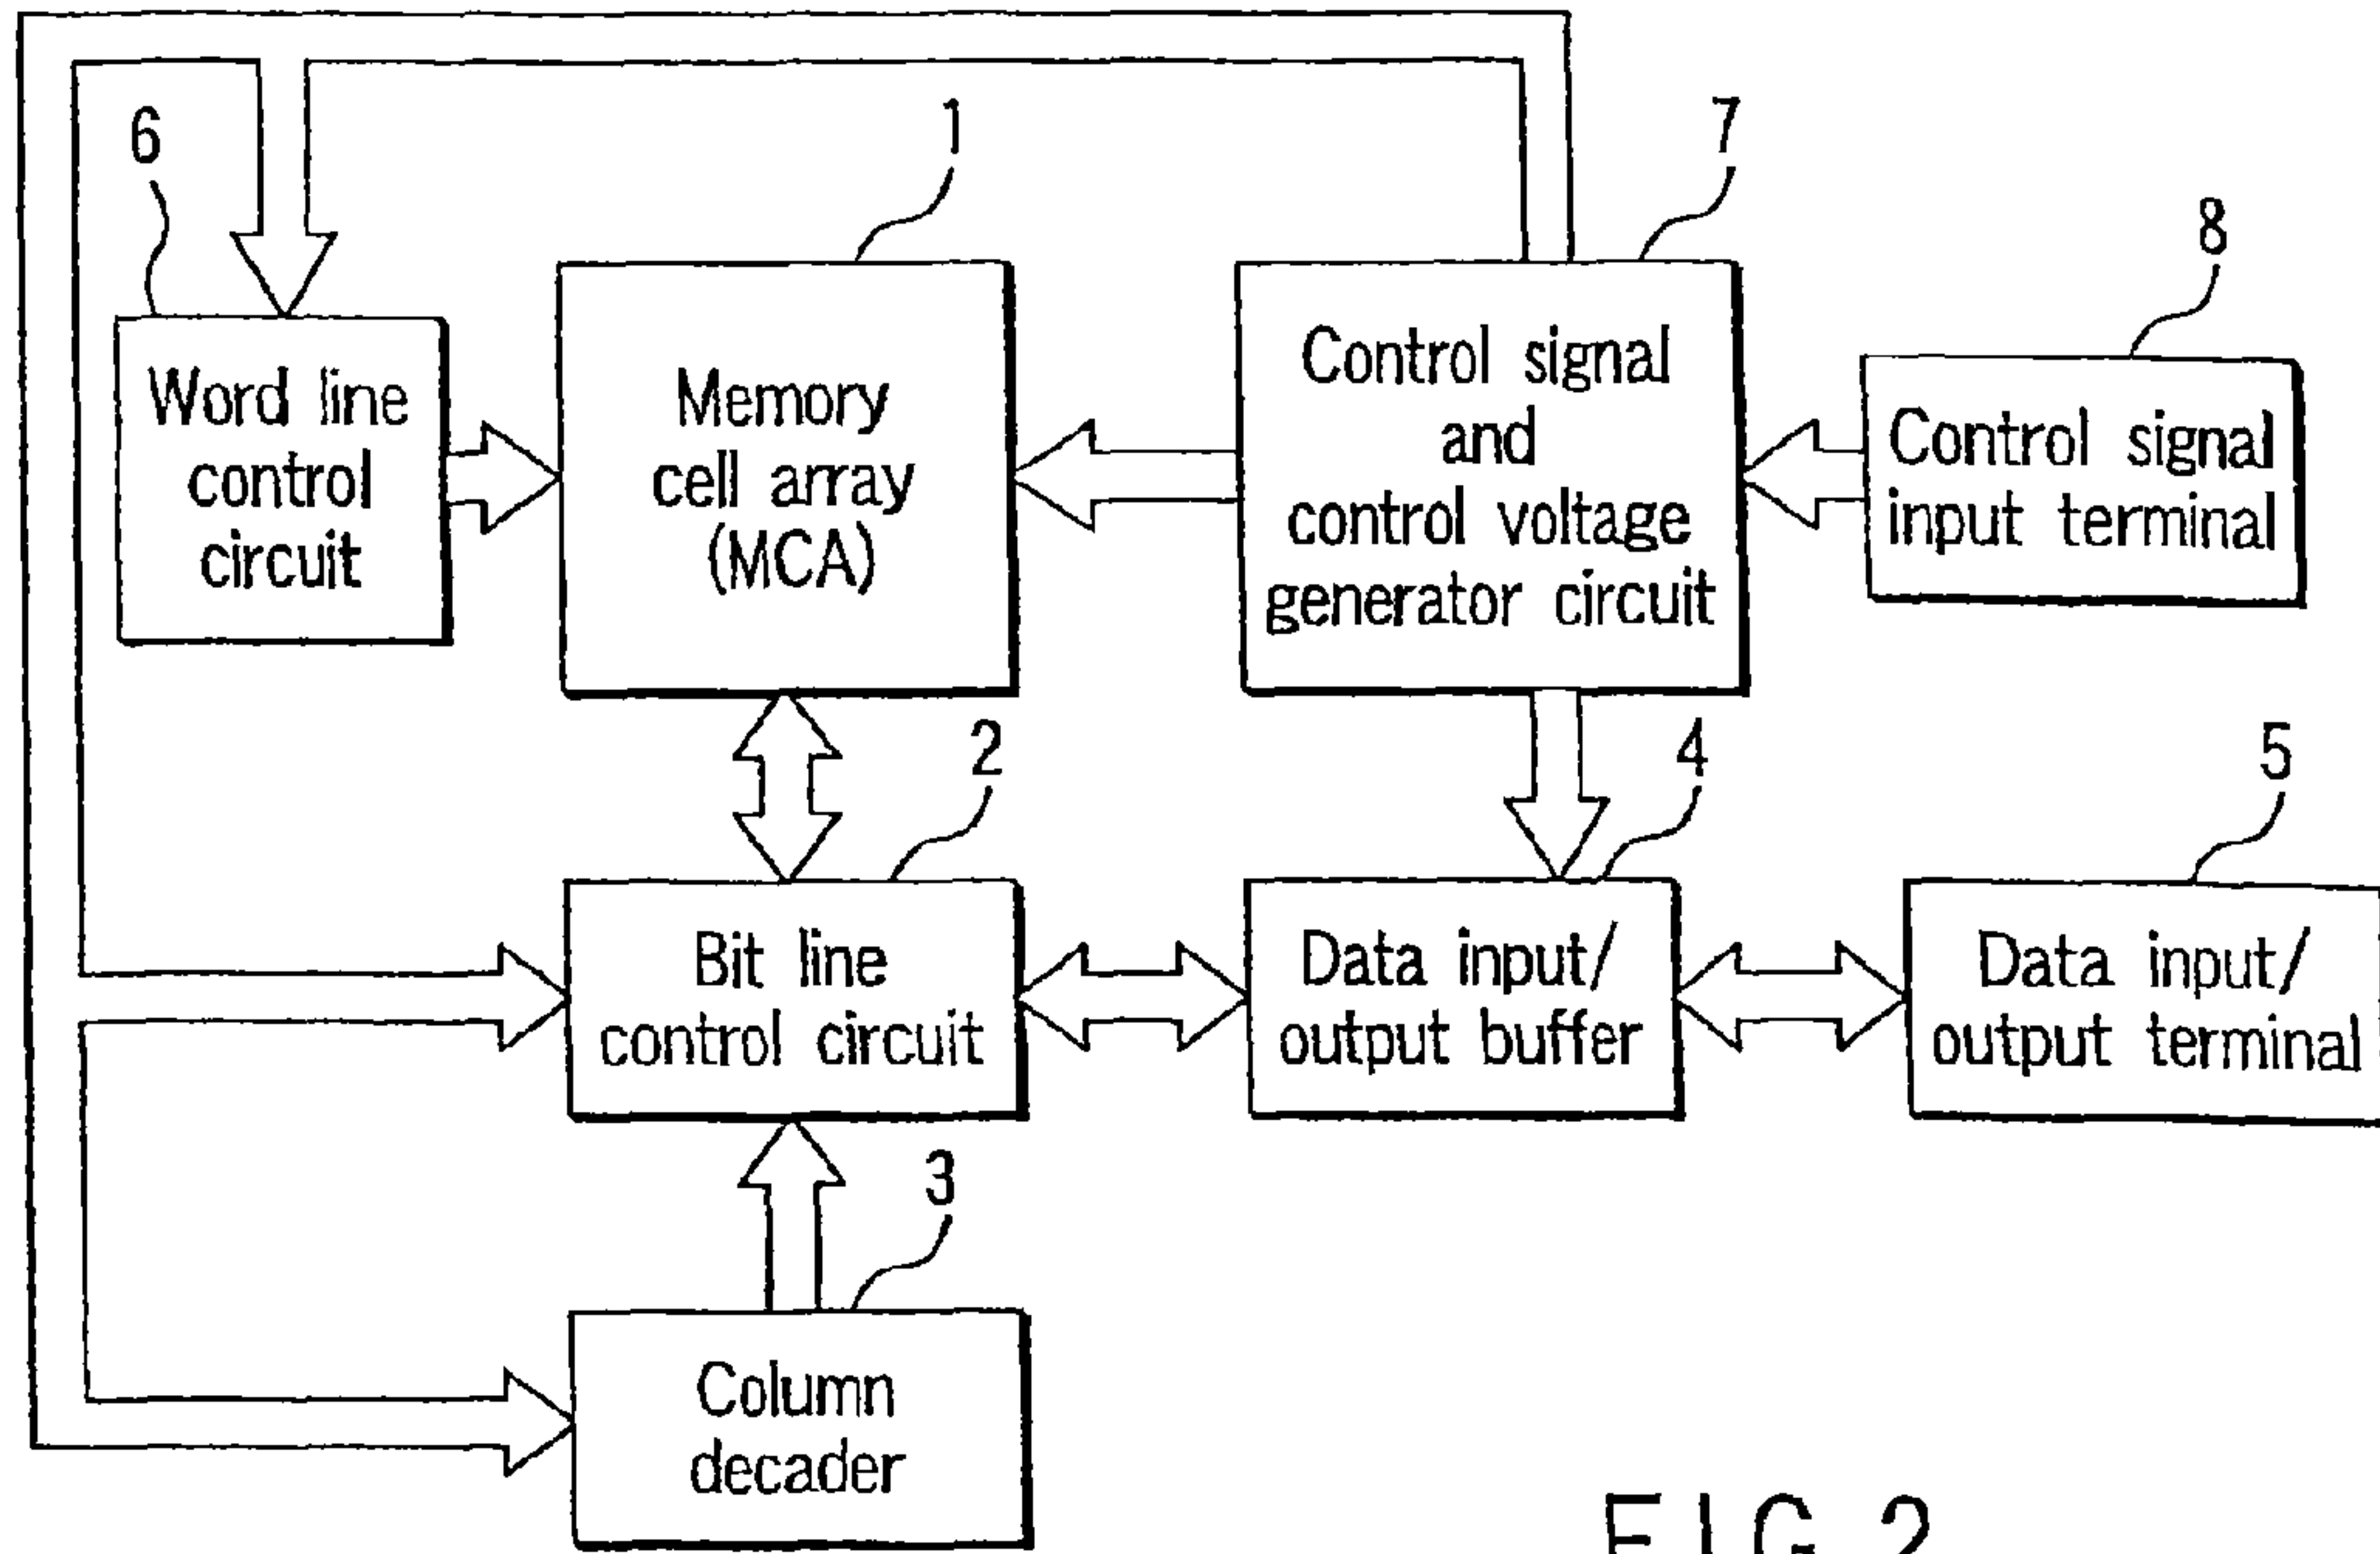 6
1
7
8
Word line
control
circuit
Memory
cell array
(MCA)
Control signal
and
control voltage
generator circuit
Control signal
input terminal
2
4
5
Bit line
control circuit
Data input/
output buffer
Data input/
output terminal
3
Column
decader
FIG. 2